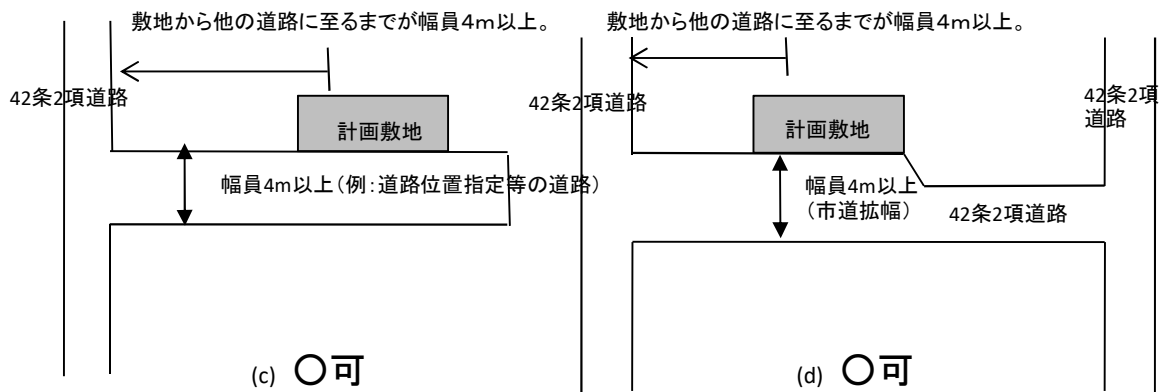 敷地から他の道路に至るまでが幅員4m以上。
42条2項道路
計画敷地
幅員4m以上（例：道路位置指定等の道路）
(c) 〇可
敷地から他の道路に至るまでが幅員4m以上。
42条2項道路
計画敷地
42条2項
道路
幅員4m以上
（市道拡幅）
42条2項道路
(d) 〇可